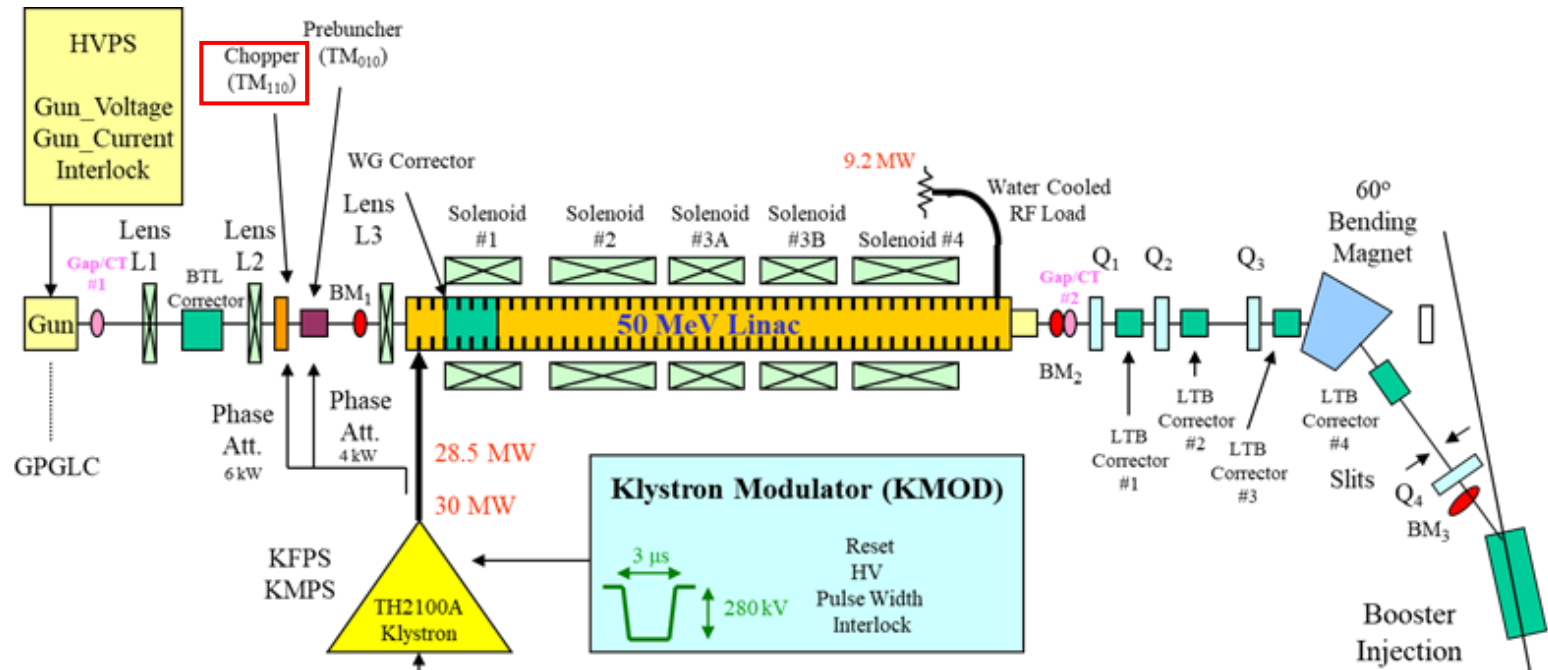 HVPS
Gun_Voltage
Gun_Current
Interlock
Chopper
(TM₁₁₀)
Prebuncher
(TM₀₁₀)
WG Corrector
9.2 MW
Water Cooled
RF Load
60°
Bending
Magnet
Lens
L1
Lens
L2
Lens
L3
Solenoid
#1
Solenoid
#2
Solenoid
#3A
Solenoid
#3B
Solenoid #4
Gap/CT
#1
BTL
Corrector
BM₁
Gun
50 MeV Linac
Gap/CT
#2
Q₁
Q₂
Q₃
BM₂
GPGLC
Phase
Att.
6 kW
Phase
Att.
4 kW
28.5 MW
30 MW
LTB
Corrector
#1
LTB
Corrector
#2
LTB
Corrector
#3
LTB
Corrector
#4
Slits
Q₄
BM₃
KFPS
KMPS
TH2100A
Klystron
Klystron Modulator (KMOD)
3 µs
280 kV
Reset
HV
Pulse Width
Interlock
Booster
Injection